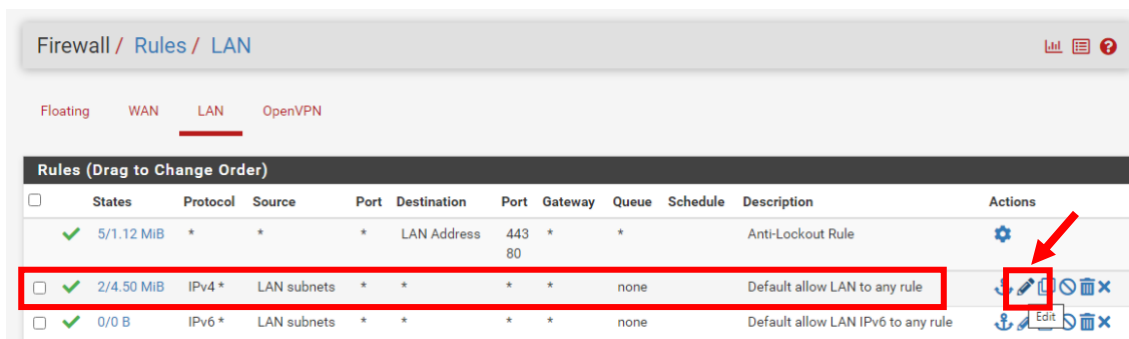 Firewall / Rules / LAN
Floating WAN LAN OpenVPN
Rules (Drag to Change Order)
States Protocol Source Port Destination Port Gateway Queue Schedule Description Actions
5/1.12 MiB * * * LAN Address 443 * * Anti-Lockout Rule
80
2/4.50 MiB IPv4 * LAN subnets * * * * none Default allow LAN to any rule
Edit
0/0 B IPv6 * LAN subnets * * * * none Default allow LAN IPv6 to any rule